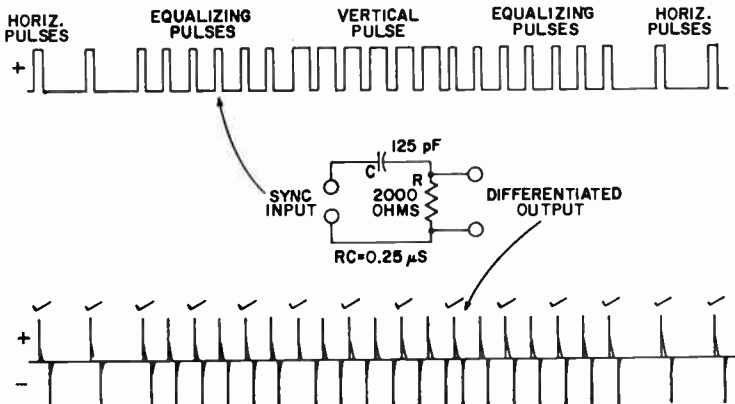 HORIZ.
PULSES
EQUALIZING
PULSES
VERTICAL
PULSE
EQUALIZING
PULSES
HORIZ.
PULSES
+
125 pF
C
R
2000
OHMS
SYNC
INPUT
DIFFERENTIATED
OUTPUT
RC=0.25 µS
+
−